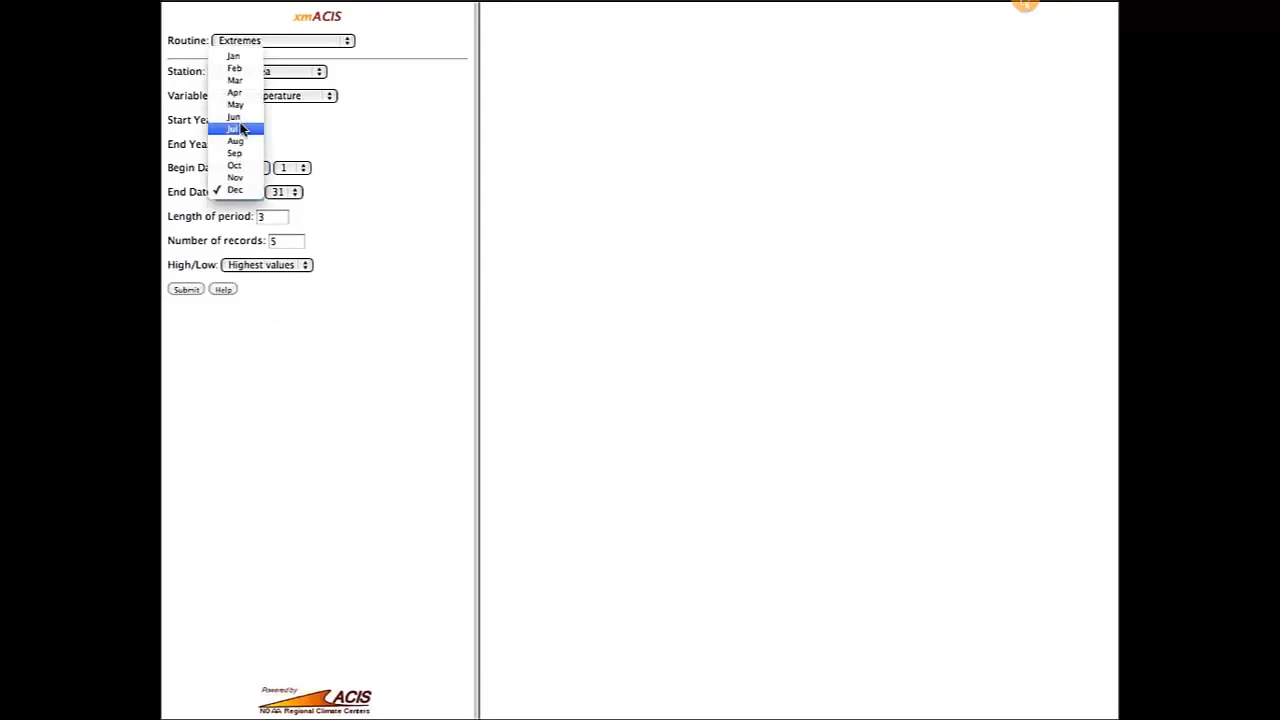 xmACIS
Routine: Extremes
Jan
Station: Feb ea
Mar
Variable Apr perature
May
Start Ye Jun
Jul
End Yea Aug
Sep
Begin Da Oct 1
Nov
End Dat ✓ Dec 31
Length of period: 3
Number of records: 5
High/Low: Highest values
Submit Help
Powered by
ACIS
NOAA Regional Climate Centers